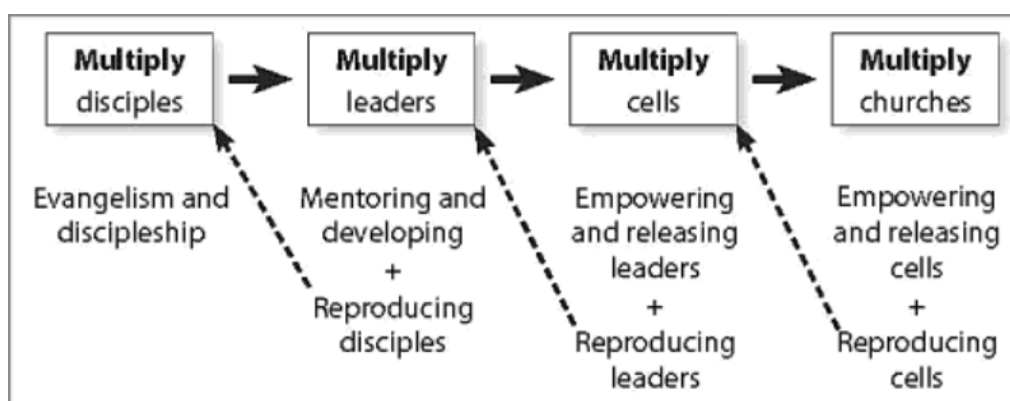 Multiply
disciples
Multiply
leaders
Multiply
cells
Multiply
churches
Evangelism and
discipleship
Mentoring and
developing
+
Reproducing
disciples
Empowering
and releasing
leaders
+
Reproducing
leaders
Empowering
and releasing
cells
+
Reproducing
cells